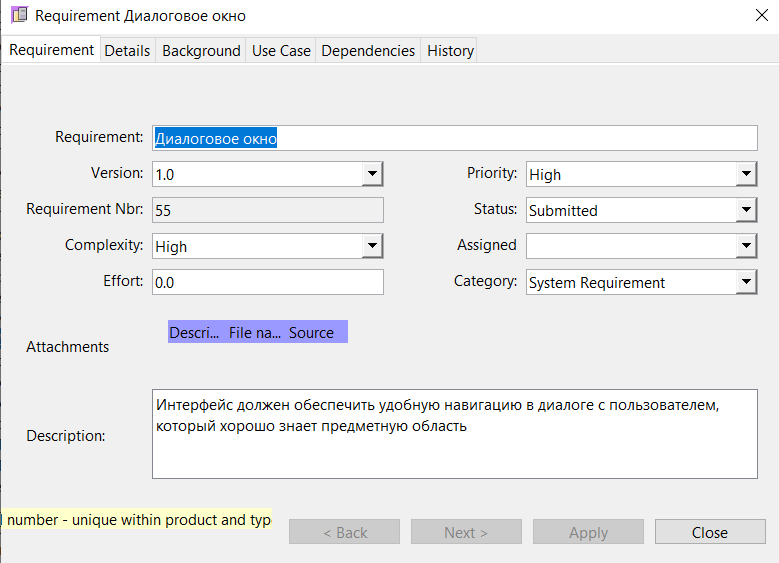 Requirement Диалоговое окно
Requirement Details Background Use Case Dependencies History
Requirement: Диалоговое окно
Version: 1.0 Priority: High
Requirement Nbr: 55 Status: Submitted
Complexity: High Assigned
Effort: 0.0 Category: System Requirement
Attachments Descri... File na... Source
Description: Интерфейс должен обеспечить удобную навигацию в диалоге с пользователем,
который хорошо знает предметную область
number - unique within product and typ
< Back Next > Apply Close